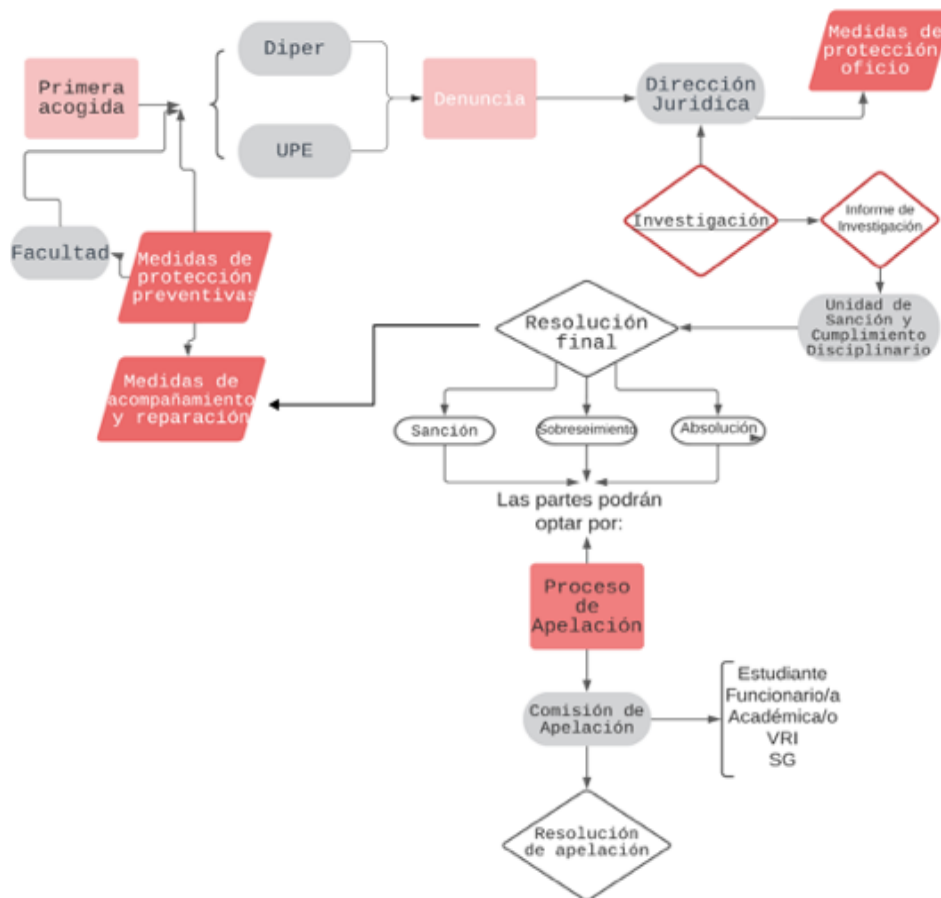 Medidas de
protección
oficio
Diper
Primera
acogida
Denuncia
Dirección
Juridica
UPE
Investigación
Informe de
Investigación
Facultad
Medidas de
protección
preventivas
Unidad de
Sanción y
Cumplimiento
Disciplinario
Resolución
final
Medidas de
acompañamiento
y reparación
Sanción
Sobreseimiento
Absolución
Las partes podrán
optar por:
Proceso
de
Apelación
Comisión de
Apelación
Estudiante
Funcionario/a
Académica/o
VRI
SG
Resolución
de apelación